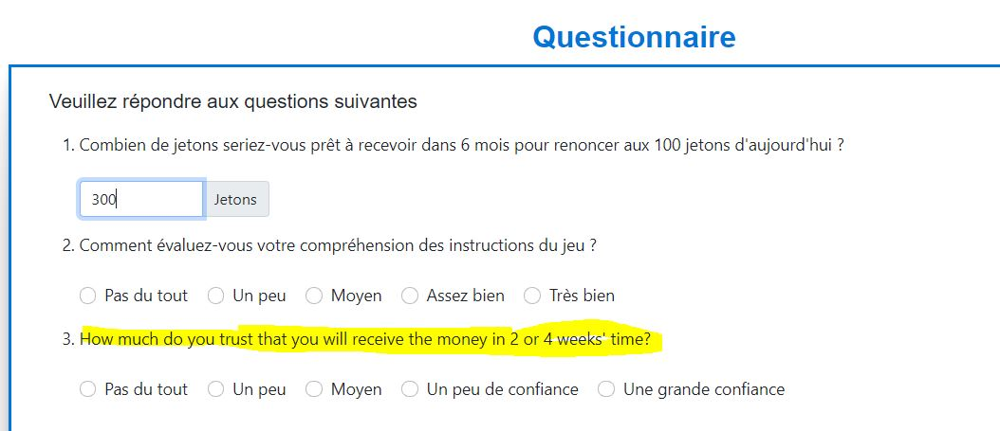 Questionnaire
Veuillez répondre aux questions suivantes
1. Combien de jetons seriez-vous prêt à recevoir dans 6 mois pour renoncer aux 100 jetons d'aujourd'hui ?
300 Jetons
2. Comment évaluez-vous votre compréhension des instructions du jeu ?
Pas du tout Un peu Moyen Assez bien Très bien
3. How much do you trust that you will receive the money in 2 or 4 weeks' time?
Pas du tout Un peu Moyen Un peu de confiance Une grande confiance